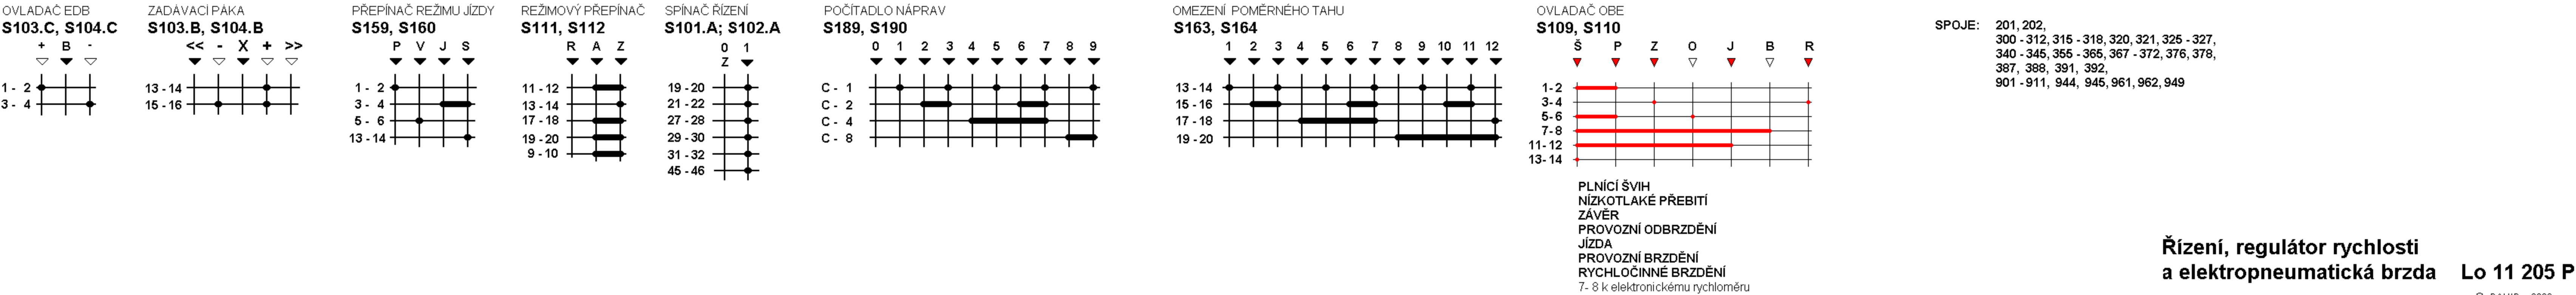 OVLADAČ EDB
S103.C, S104.C
+ B -
1 - 2
3 - 4
ZADÁVACÍ PÁKA
S103.B, S104.B
<< - X + >>
13 - 14
15 - 16
PŘEPÍNAČ REŽIMU JÍZDY
S159, S160
P V J S
1 - 2
3 - 4
5 - 6
13 - 14
REŽIMOVÝ PŘEPÍNAČ
S111, S112
R A Z
11 - 12
13 - 14
17 - 18
19 - 20
9 - 10
SPÍNAČ ŘÍZENÍ
S101.A; S102.A
0 1
Z
19 - 20
21 - 22
27 - 28
29 - 30
31 - 32
45 - 46
POČÍTADLO NÁPRAV
S189, S190
0 1 2 3 4 5 6 7 8 9
C - 1
C - 2
C - 4
C - 8
OMEZENÍ POMĚRNÉHO TAHU
S163, S164
1 2 3 4 5 6 7 8 9 10 11 12
13 - 14
15 - 16
17 - 18
19 - 20
OVLADAČ OBE
S109, S110
Š P Z O J B R
1-2
3-4
5-6
7-8
11-12
13-14
PLNÍCÍ ŠVIH
NÍZKOTLAKÉ PŘEBITÍ
ZÁVĚR
PROVOZNÍ ODBRZDĚNÍ
JÍZDA
PROVOZNÍ BRZDĚNÍ
RYCHLOČINNÉ BRZDĚNÍ
7- 8 k elektronickému rychloměru
SPOJE: 201, 202,
300 - 312, 315 - 318, 320, 321, 325 - 327,
340 - 345, 355 - 365, 367 - 372, 376, 378,
387, 388, 391, 392,
901 - 911, 944, 945, 961, 962, 949
Řízení, regulátor rychlosti
a elektropneumatická brzda Lo 11 205 P